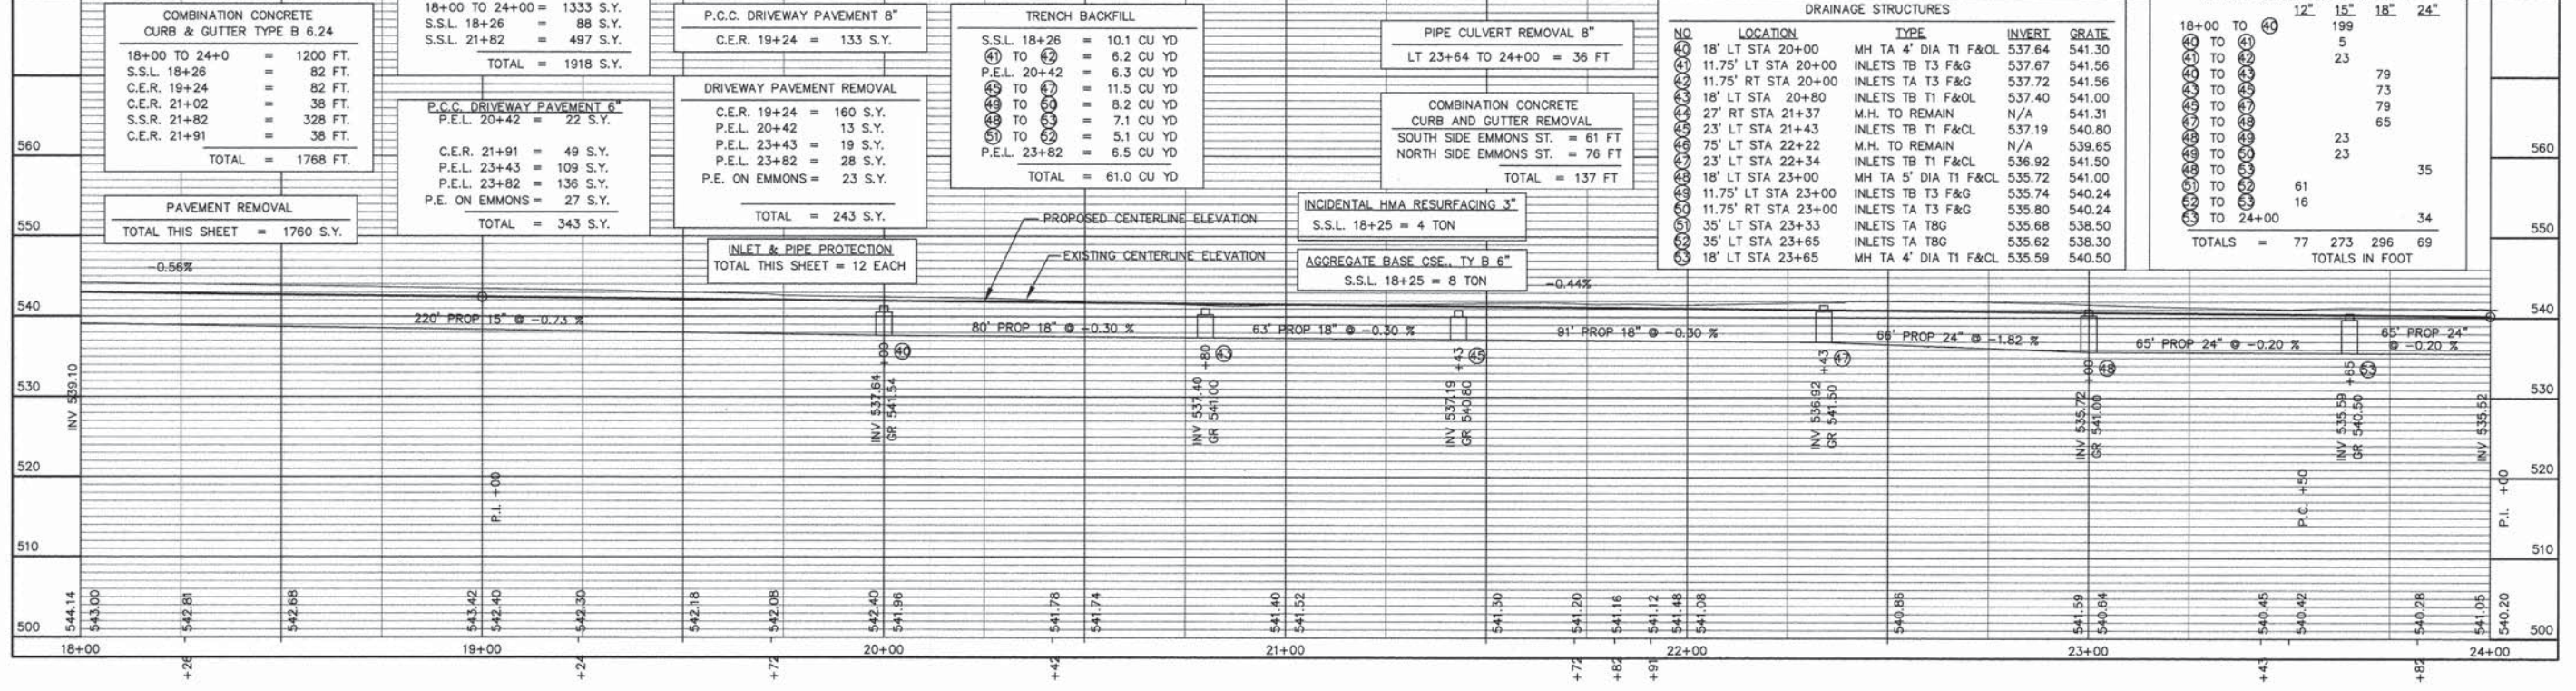 COMBINATION CONCRETE
CURB & GUTTER TYPE B 6.24
18+00 TO 24+0 = 1200 FT.
S.S.L. 18+26 = 82 FT.
C.E.R. 19+24 = 82 FT.
C.E.R. 21+02 = 38 FT.
S.S.R. 21+82 = 328 FT.
C.E.R. 21+91 = 38 FT.
TOTAL = 1768 FT.
PAVEMENT REMOVAL
TOTAL THIS SHEET = 1760 S.Y.
18+00 TO 24+00 = 1333 S.Y.
S.S.L. 18+26 = 88 S.Y.
S.S.L. 21+82 = 497 S.Y.
TOTAL = 1918 S.Y.
P.C.C. DRIVEWAY PAVEMENT 6"
P.E.L. 20+42 = 22 S.Y.
C.E.R. 21+91 = 49 S.Y.
P.E.L. 23+43 = 109 S.Y.
P.E.L. 23+82 = 136 S.Y.
P.E. ON EMMONS = 27 S.Y.
TOTAL = 343 S.Y.
P.C.C. DRIVEWAY PAVEMENT 8"
C.E.R. 19+24 = 133 S.Y.
DRIVEWAY PAVEMENT REMOVAL
C.E.R. 19+24 = 160 S.Y.
P.E.L. 20+42 13 S.Y.
P.E.L. 23+43 = 19 S.Y.
P.E.L. 23+82 = 28 S.Y.
P.E. ON EMMONS = 23 S.Y.
TOTAL = 243 S.Y.
INLET & PIPE PROTECTION
TOTAL THIS SHEET = 12 EACH
TRENCH BACKFILL
S.S.L. 18+26 = 10.1 CU YD
41 TO 42 = 6.2 CU YD
P.E.L. 20+42 = 6.3 CU YD
45 TO 47 = 11.5 CU YD
49 TO 50 = 8.2 CU YD
48 TO 53 = 7.1 CU YD
51 TO 52 = 5.1 CU YD
P.E.L. 23+82 = 6.5 CU YD
TOTAL = 61.0 CU YD
PIPE CULVERT REMOVAL 8"
LT 23+64 TO 24+00 = 36 FT
COMBINATION CONCRETE
CURB AND GUTTER REMOVAL
SOUTH SIDE EMMONS ST. = 61 FT
NORTH SIDE EMMONS ST. = 76 FT
TOTAL = 137 FT
INCIDENTAL HMA RESURFACING 3"
S.S.L. 18+25 = 4 TON
AGGREGATE BASE CSE., TY B 6"
S.S.L. 18+25 = 8 TON
DRAINAGE STRUCTURES
NO LOCATION TYPE INVERT GRATE
40 18' LT STA 20+00 MH TA 4' DIA T1 F&OL 537.64 541.30
41 11.75' LT STA 20+00 INLETS TB T3 F&G 537.67 541.56
42 11.75' RT STA 20+00 INLETS TA T3 F&G 537.72 541.56
43 18' LT STA 20+80 INLETS TB T1 F&OL 537.40 541.00
44 27' RT STA 21+37 M.H. TO REMAIN N/A 541.31
45 23' LT STA 21+43 INLETS TB T1 F&CL 537.19 540.80
46 75' LT STA 22+22 M.H. TO REMAIN N/A 539.65
47 23' LT STA 22+34 INLETS TB T1 F&CL 536.92 541.50
48 18' LT STA 23+00 MH TA 5' DIA T1 F&CL 535.72 541.00
49 11.75' LT STA 23+00 INLETS TB T3 F&G 535.74 540.24
50 11.75' RT STA 23+00 INLETS TA T3 F&G 535.80 540.24
51 35' LT STA 23+33 INLETS TA T8G 535.68 538.50
52 35' LT STA 23+65 INLETS TA T8G 535.62 538.30
53 18' LT STA 23+65 MH TA 4' DIA T1 F&CL 535.59 540.50
12" 15" 18" 24"
18+00 TO 40 199
40 TO 41 5
41 TO 42 23
40 TO 43 79
43 TO 45 73
45 TO 47 79
47 TO 48 65
48 TO 49 23
49 TO 50 23
48 TO 53 35
51 TO 52 61
52 TO 53 16
53 TO 24+00 34
TOTALS = 77 273 296 69
TOTALS IN FOOT
PROPOSED CENTERLINE ELEVATION
EXISTING CENTERLINE ELEVATION
-0.56%
-0.44%
220' PROP 15" @ -0.73 %
80' PROP 18" @ -0.30 %
63' PROP 18" @ -0.30 %
91' PROP 18" @ -0.30 %
66' PROP 24" @ -1.82 %
65' PROP 24" @ -0.20 %
65' PROP 24"
@ -0.20 %
560 560
550 550
540 540
530 530
520 520
510 510
500 500
INV 539.10
+00 40
INV 537.64
GR 541.54
+80 43
INV 537.40
GR 541.00
+43 45
INV 537.19
GR 540.80
+43 47
INV 536.92
GR 541.50
+00 48
INV 535.72
GR 541.00
+65 53
INV 535.59
GR 540.50
INV 535.52
P.I. +00
P.C. +50
P.I. +00
544.14 543.00 542.81 542.68 543.42 542.40 542.30 542.18 542.08 542.40 541.96 541.78 541.74 541.40 541.52 541.30 541.20 541.16 541.12 541.48 541.08 540.86 541.59 540.64 540.45 540.42 540.28 541.05 540.20
18+00 19+00 20+00 21+00 22+00 23+00 24+00
+26 +24 +72 +42 +72 +82 +91 +43 +82